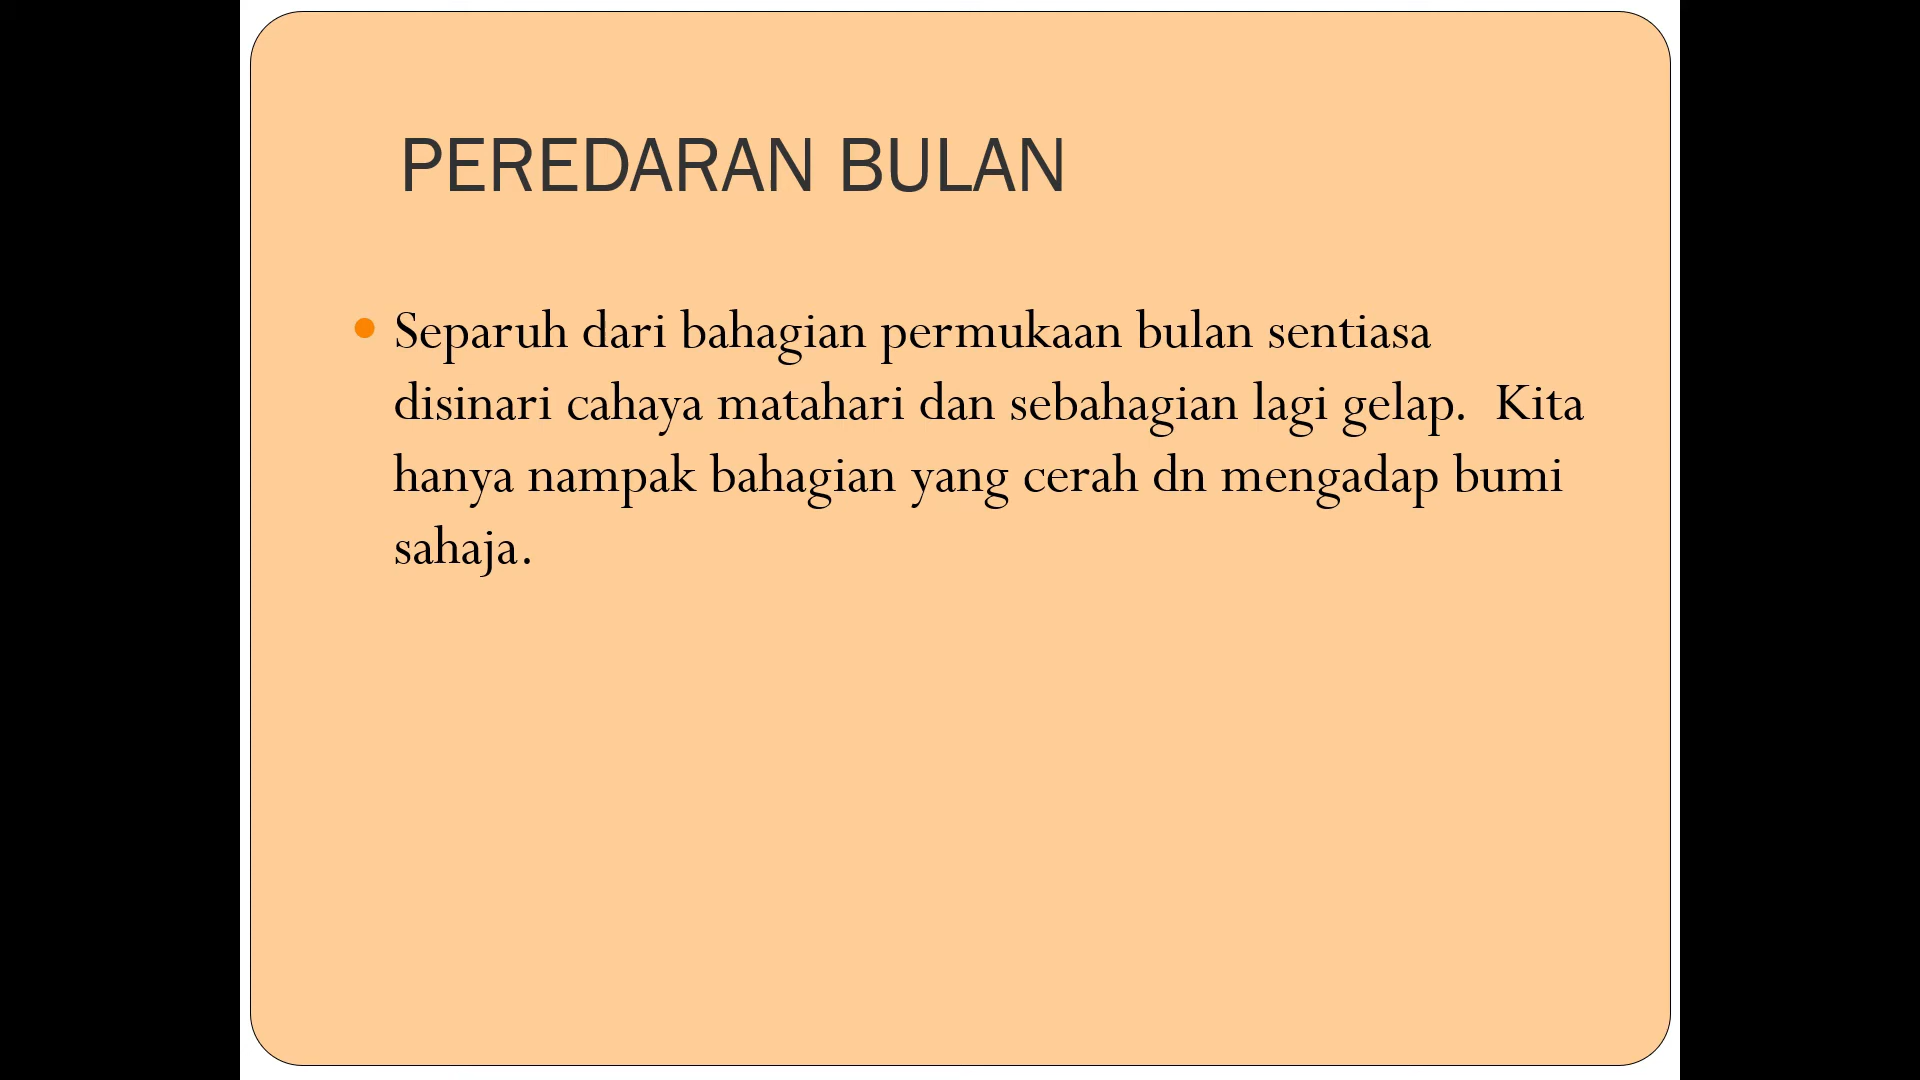 PEREDARAN BULAN
Separuh dari bahagian permukaan bulan sentiasa
disinari cahaya matahari dan sebahagian lagi gelap.  Kita
hanya nampak bahagian yang cerah dn mengadap bumi
sahaja.